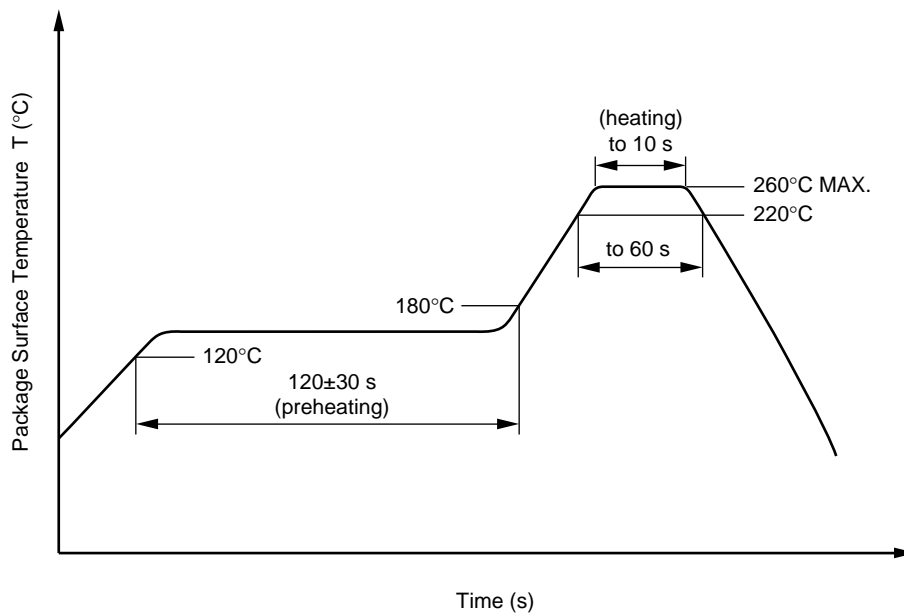 Package Surface Temperature T (°C)
(heating)
to 10 s
260°C MAX.
220°C
to 60 s
180°C
120°C
120±30 s
(preheating)
Time (s)